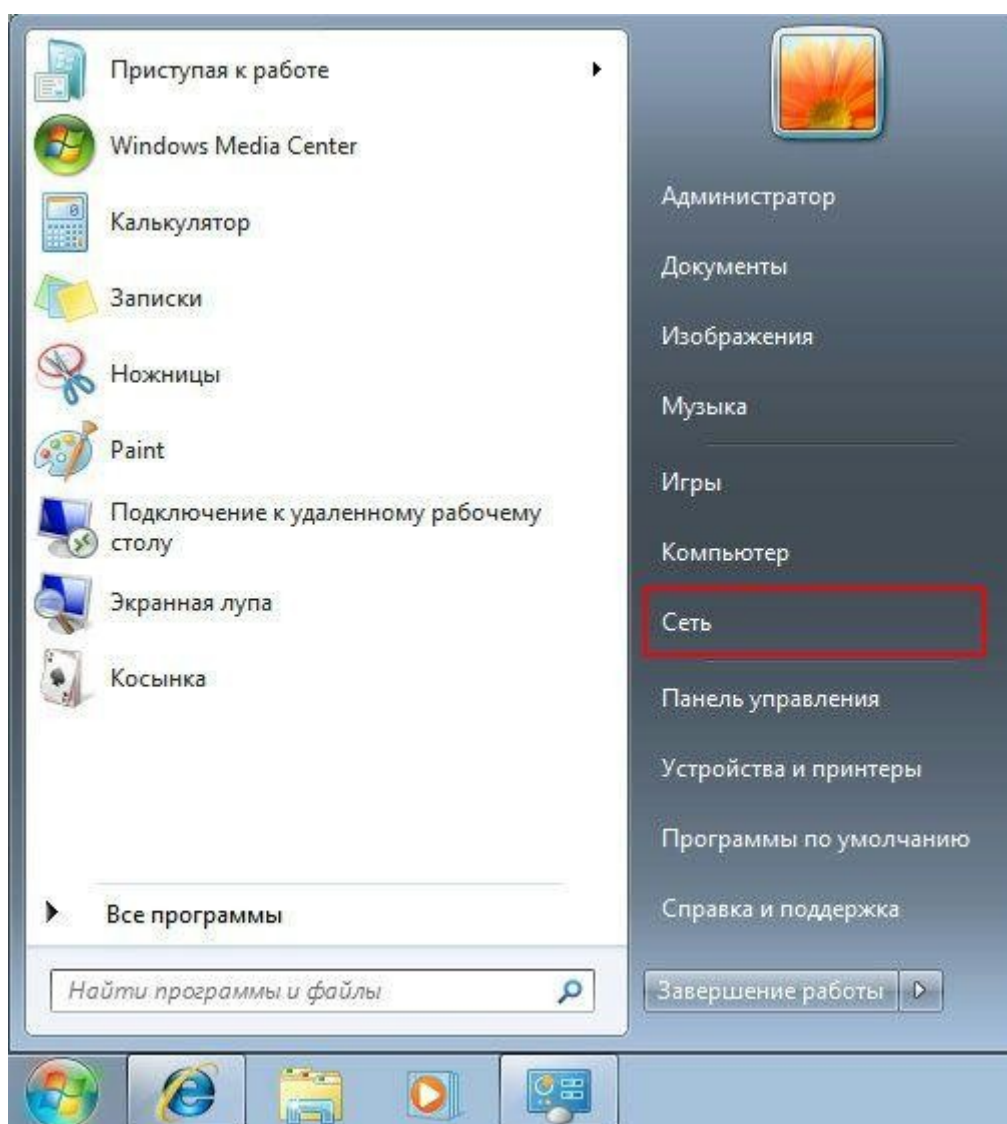 Приступая к работе
Windows Media Center
Калькулятор
Записки
Ножницы
Paint
Подключение к удаленному рабочему
столу
Экранная лупа
Косынка
Все программы
Найти программы и файлы
Администратор
Документы
Изображения
Музыка
Игры
Компьютер
Сеть
Панель управления
Устройства и принтеры
Программы по умолчанию
Справка и поддержка
Завершение работы